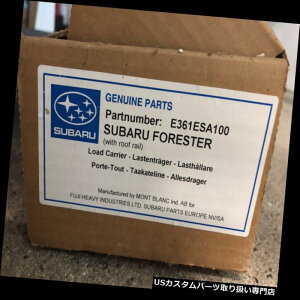 GENUINE PARTS
SUBARU
Partnumber: E361ESA100
SUBARU FORESTER
(with roof rail)
Load Carrier - Lastenträger - Lasthållare
Porte-Tout - Taakateline - Allesdrager
Manufactured by MONT BLANC Ind. AB for
FUJI HEAVY INDUSTRIES LTD. SUBARU PARTS EUROPE NV/SA
USカスタムパーツ取り扱い専門店